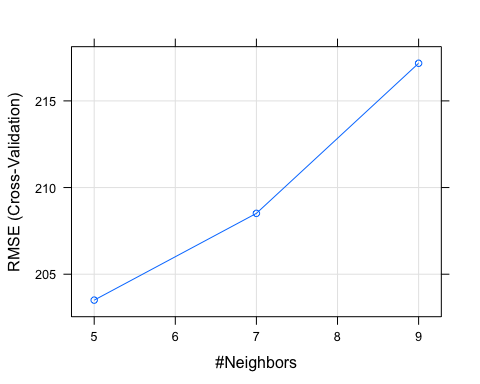 RMSE (Cross-Validation)
215
210
205
5 6 7 8 9
#Neighbors